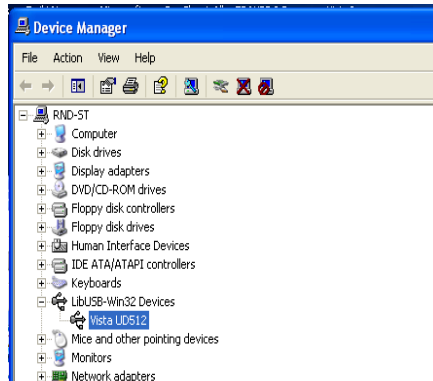 Device Manager
File Action View Help
RND-ST
Computer
Disk drives
Display adapters
DVD/CD-ROM drives
Floppy disk controllers
Floppy disk drives
Human Interface Devices
IDE ATA/ATAPI controllers
Keyboards
LibUSB-Win32 Devices
Vista UD512
Mice and other pointing devices
Monitors
Network adapters